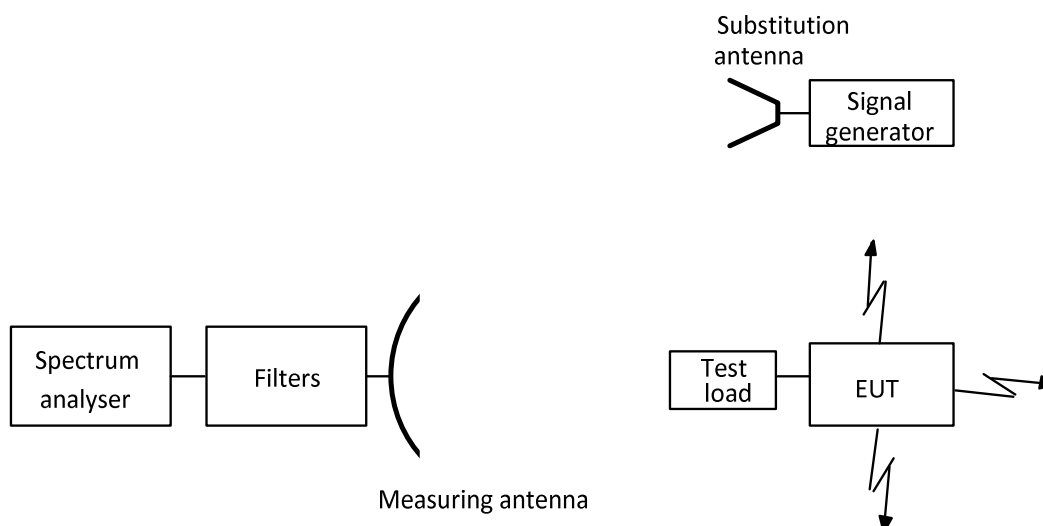 Substitution
antenna
Signal
generator
Spectrum
analyser
Filters
Test
load
EUT
Measuring antenna